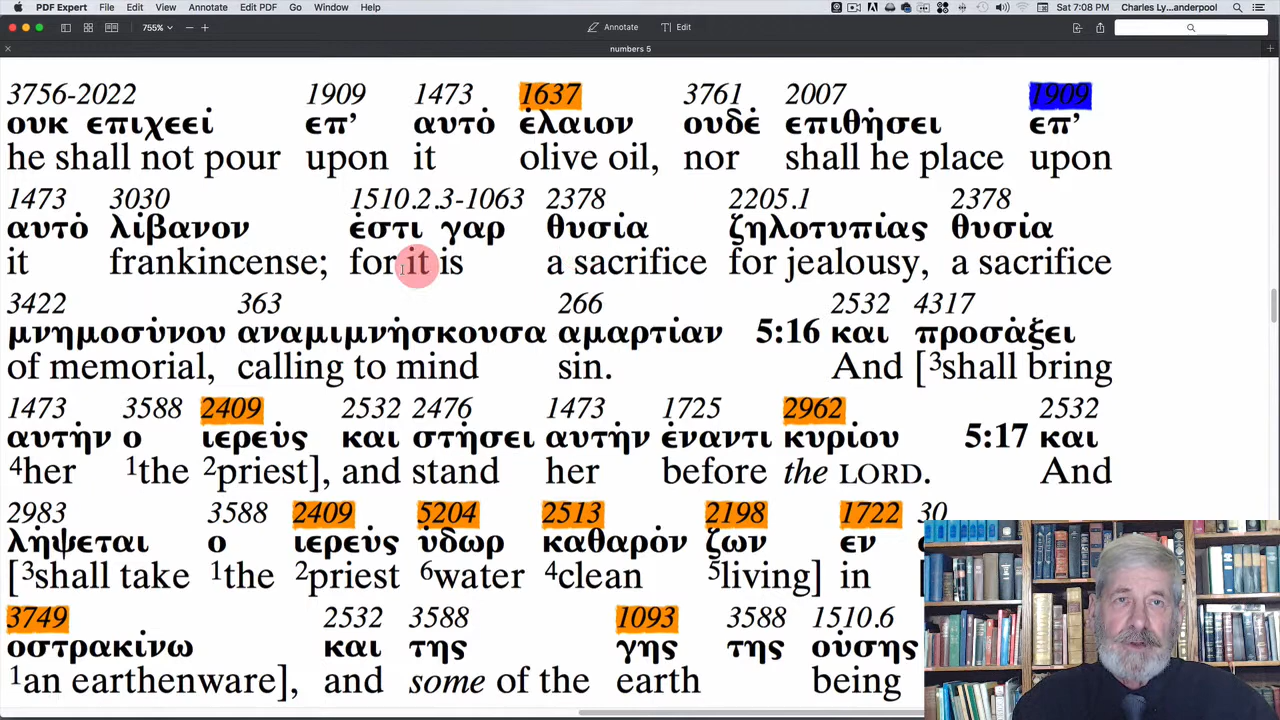 PDF Expert File Edit View Annotate Edit PDF Go Window Help Sat 7:08 PM Charles Ly...anderpool
755% Annotate Edit
numbers 5
3756-2022 1909 1473 1637 3761 2007 1909
ουκ επιχεεί επ' αυτό έλαιον ουδέ επιθήσει επ'
he shall not pour upon it olive oil, nor shall he place upon
1473 3030 1510.2.3-1063 2378 2205.1 2378
αυτό λίβανον έστι γαρ θυσία ζηλοτυπίας θυσία
it frankincense; for it is a sacrifice for jealousy, a sacrifice
3422 363 266 2532 4317
μνημοσύνου αναμιμνήσκουσα αμαρτίαν 5:16 και προσάξει
of memorial, calling to mind sin. And [3shall bring
1473 3588 2409 2532 2476 1473 1725 2962 2532
αυτήν ο ιερεύς και στήσει αυτήν έναντι κυρίου 5:17 και
4her 1the 2priest], and stand her before the LORD. And
2983 3588 2409 5204 2513 2198 1722 30
λήψεται ο ιερεύς ύδωρ καθαρόν ζων εν
[3shall take 1the 2priest 6water 4clean 5living] in [
3749 2532 3588 1093 3588 1510.6
οστρακίνω και της γης της ούσης
1an earthenware], and some of the earth being